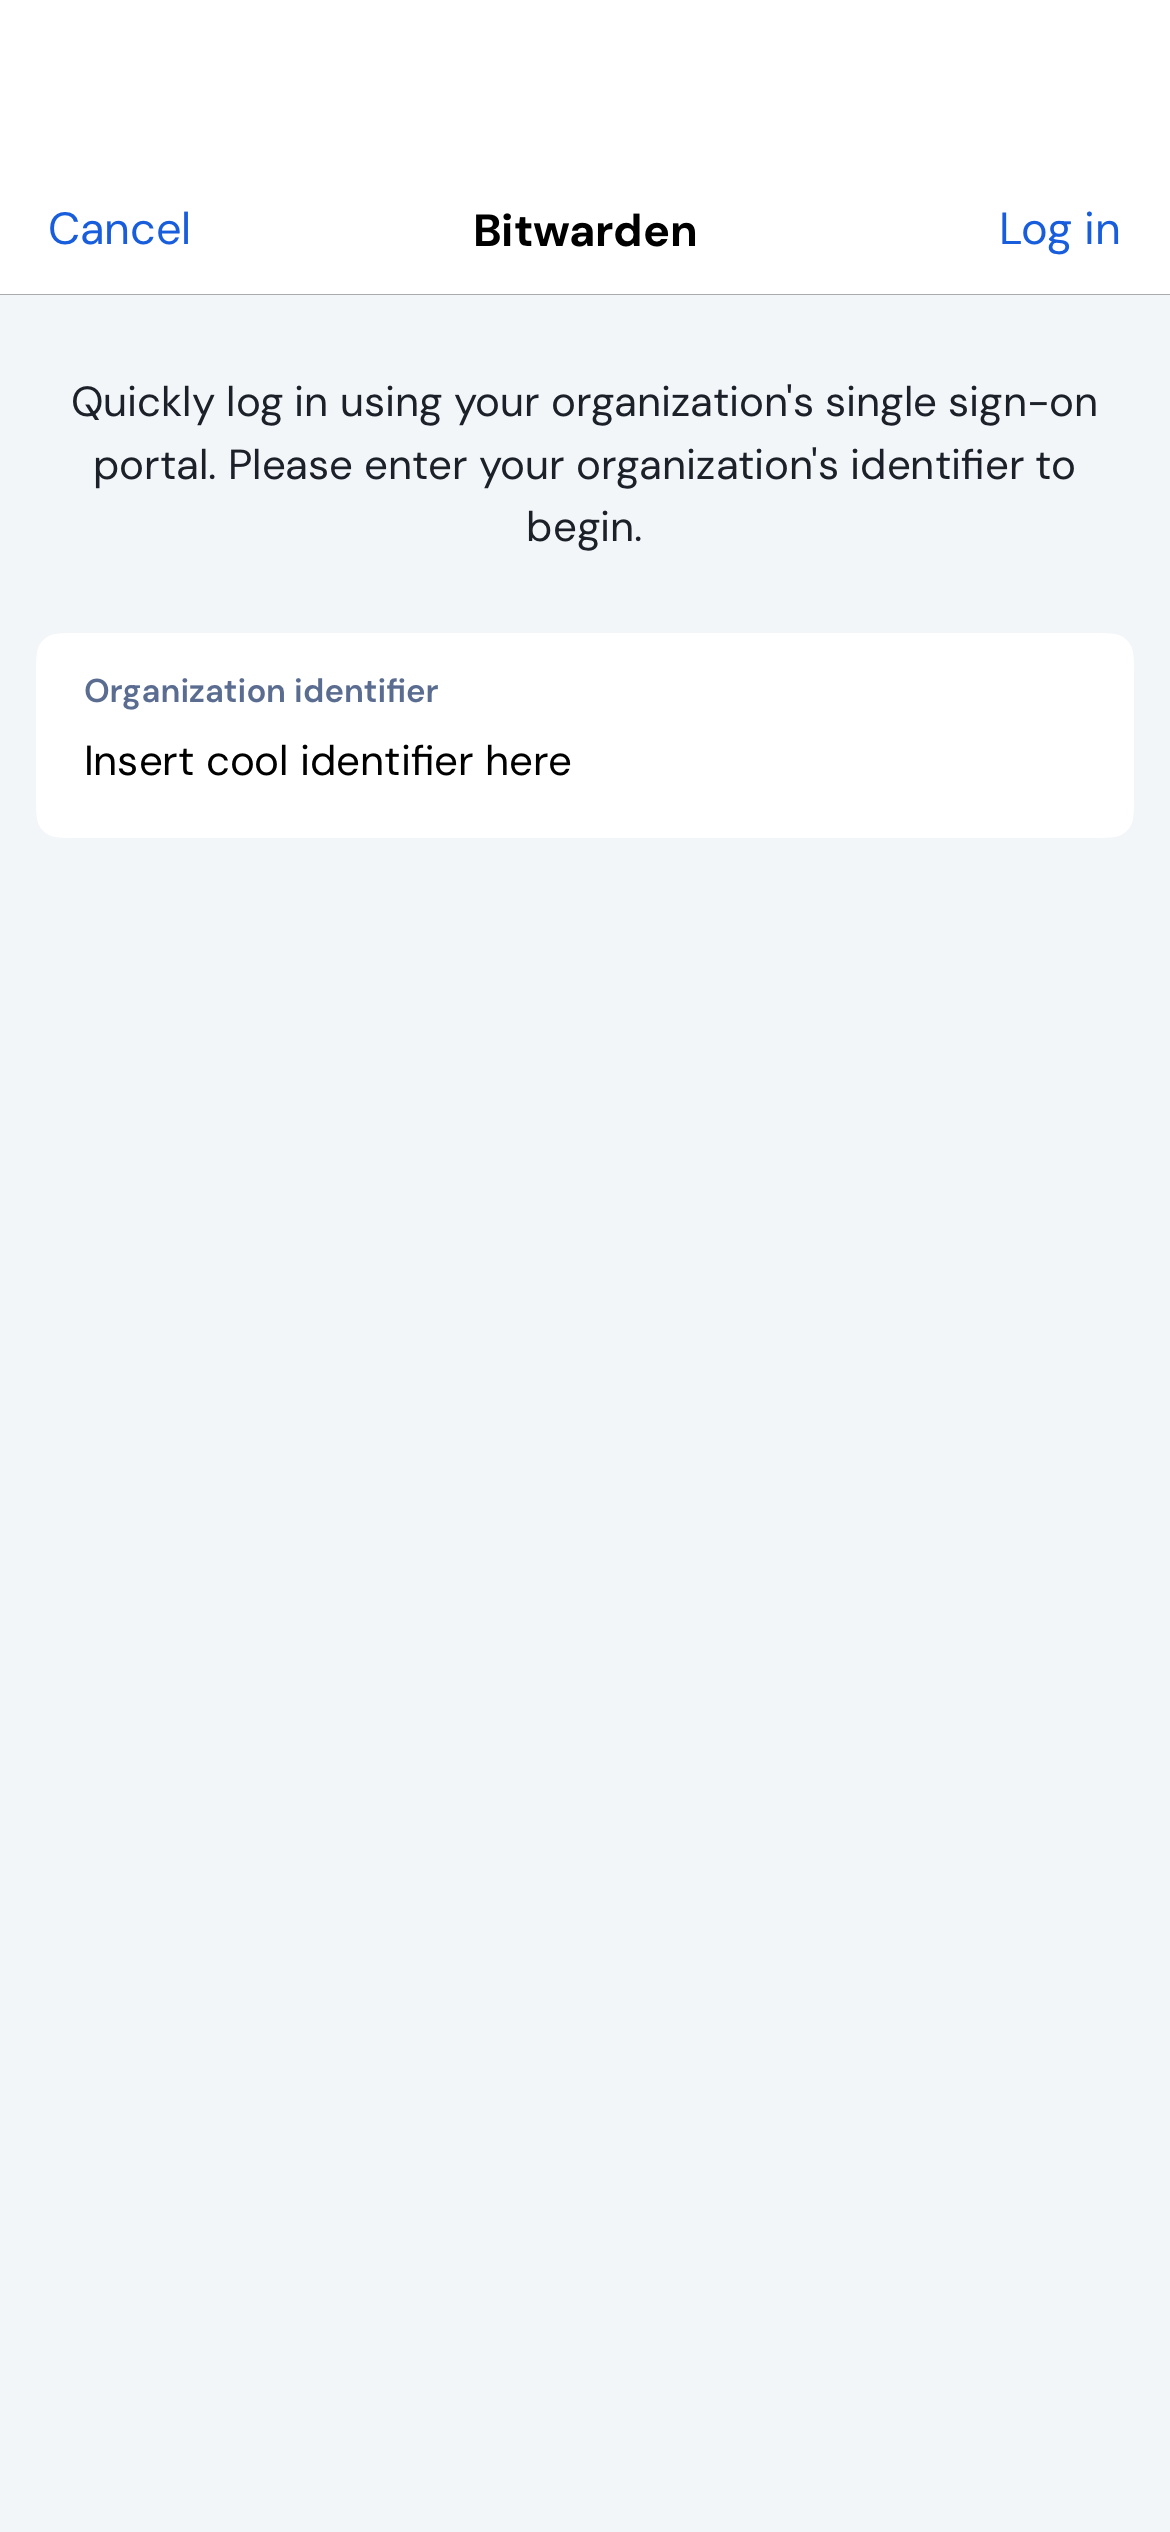 Cancel Bitwarden Log in
Quickly log in using your organization's single sign-on
portal. Please enter your organization's identifier to
begin.
Organization identifier
Insert cool identifier here